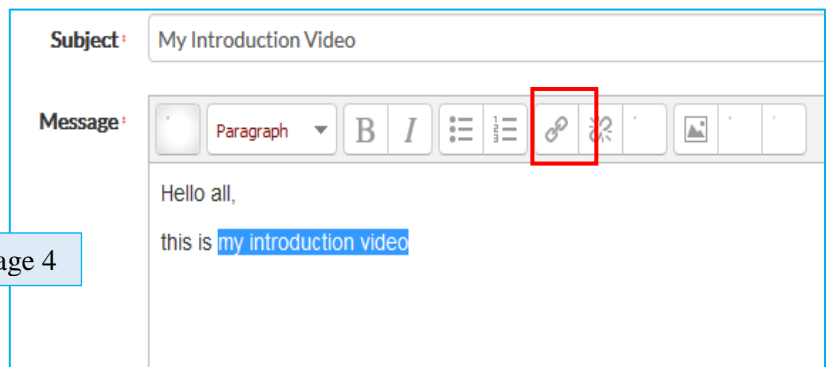 Subject My Introduction Video
Message Paragraph B I
Hello all,
this is my introduction video
age 4